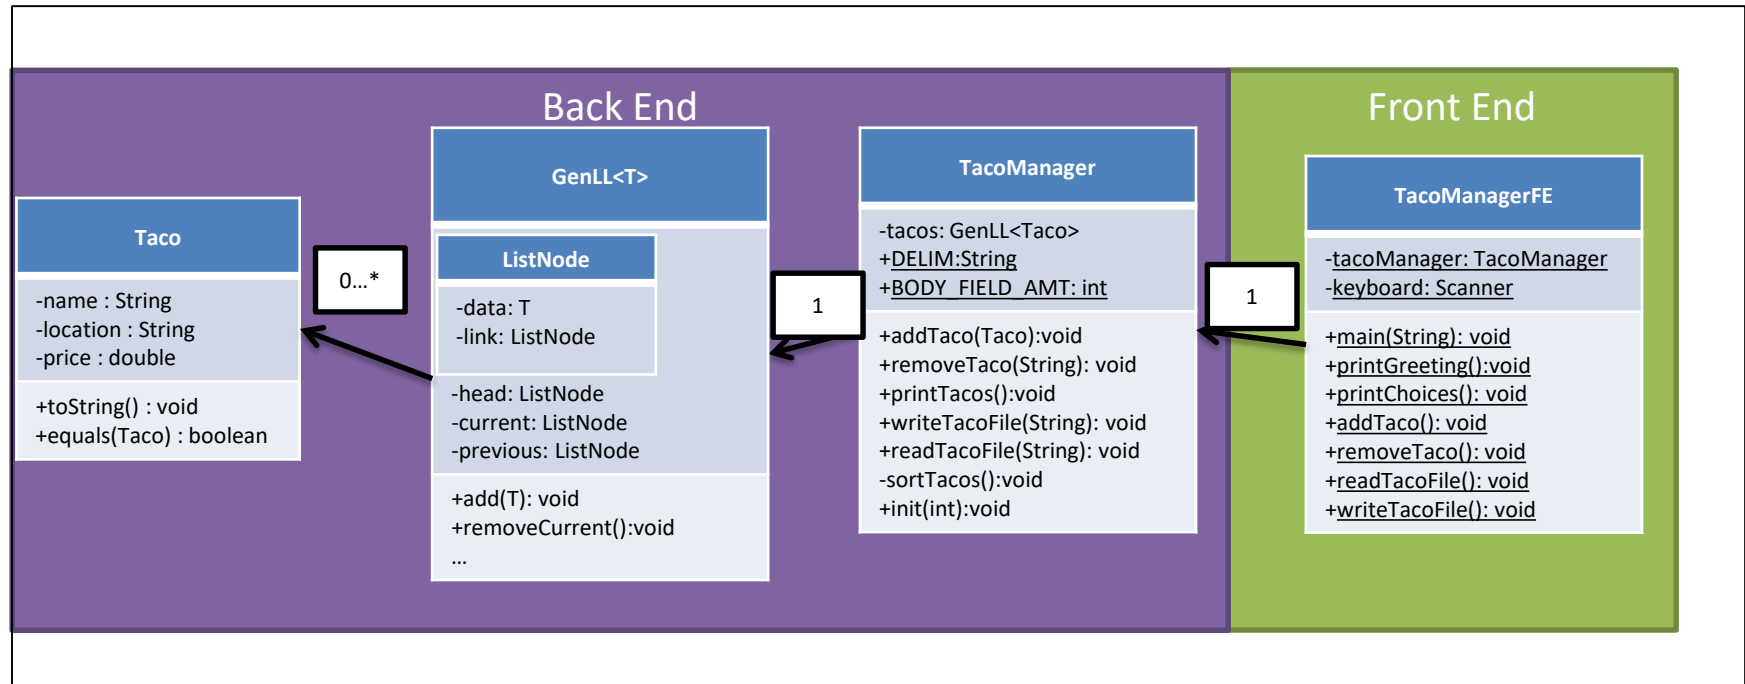 Back End
Front End
Taco
-name : String
-location : String
-price : double
+toString() : void
+equals(Taco) : boolean
0...*
GenLL<T>
ListNode
-data: T
-link: ListNode
-head: ListNode
-current: ListNode
-previous: ListNode
+add(T): void
+removeCurrent():void
...
1
TacoManager
-tacos: GenLL<Taco>
+DELIM:String
+BODY_FIELD_AMT: int
+addTaco(Taco):void
+removeTaco(String): void
+printTacos():void
+writeTacoFile(String): void
+readTacoFile(String): void
-sortTacos():void
+init(int):void
1
TacoManagerFE
-tacoManager: TacoManager
-keyboard: Scanner
+main(String): void
+printGreeting():void
+printChoices(): void
+addTaco(): void
+removeTaco(): void
+readTacoFile(): void
+writeTacoFile(): void